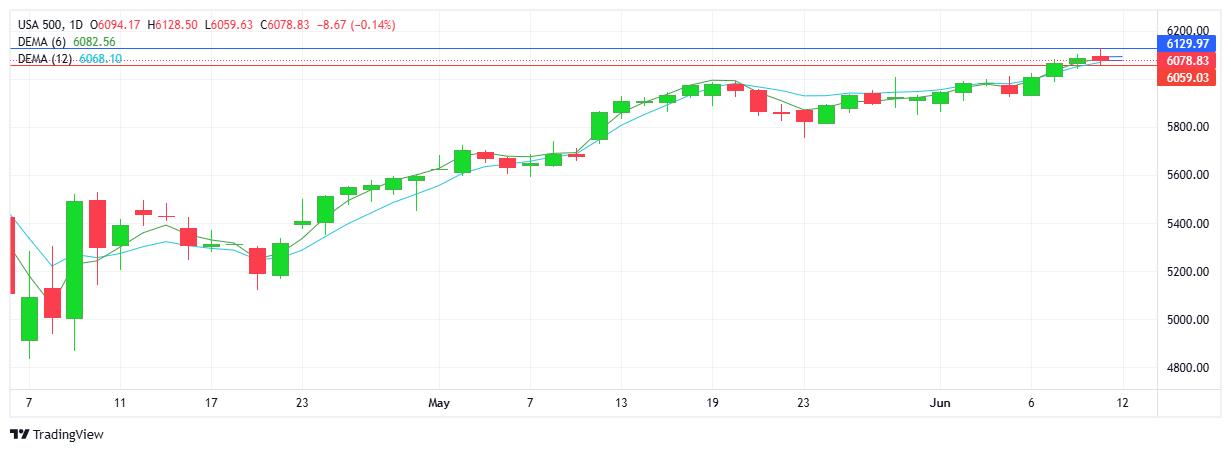 USA 500, 1D O6094.17 H6128.50 L6059.63 C6078.83 −8.67 (−0.14%)
DEMA (6) 6082.56
DEMA (12) 6068.10
6200.00
6129.97
6078.83
6059.03
5800.00
5600.00
5400.00
5200.00
5000.00
4800.00
7 11 17 23 May 7 13 19 23 Jun 6 12
TradingView